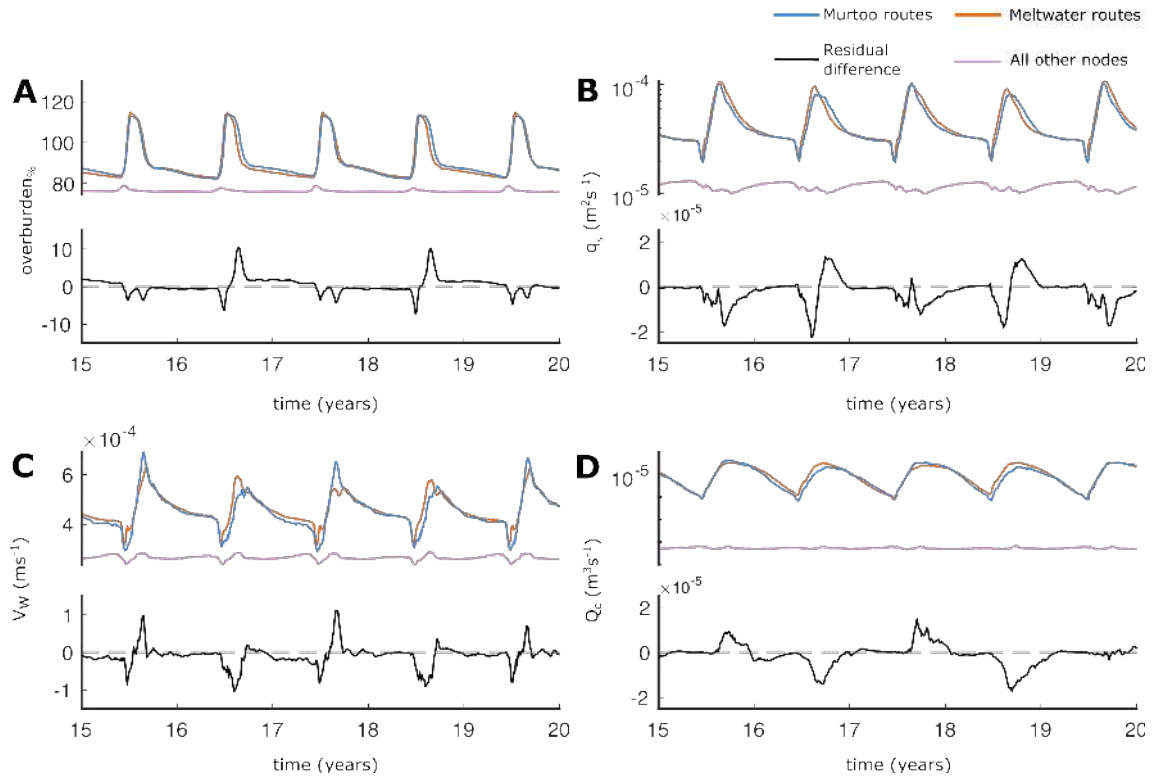 Murtoo routes
Meltwater routes
Residual
difference
All other nodes
A
120
100
80
10
0
-10
overburden%
15 16 17 18 19 20
time (years)
B
10-4
10-5
×10-5
2
0
-2
(m2s-1)
15 16 17 18 19 20
time (years)
C
×10-4
6
4
1
0
-1
VW (ms-1)
15 16 17 18 19 20
time (years)
D
10-5
×10-5
2
0
-2
Qc (m3s-1)
15 16 17 18 19 20
time (years)